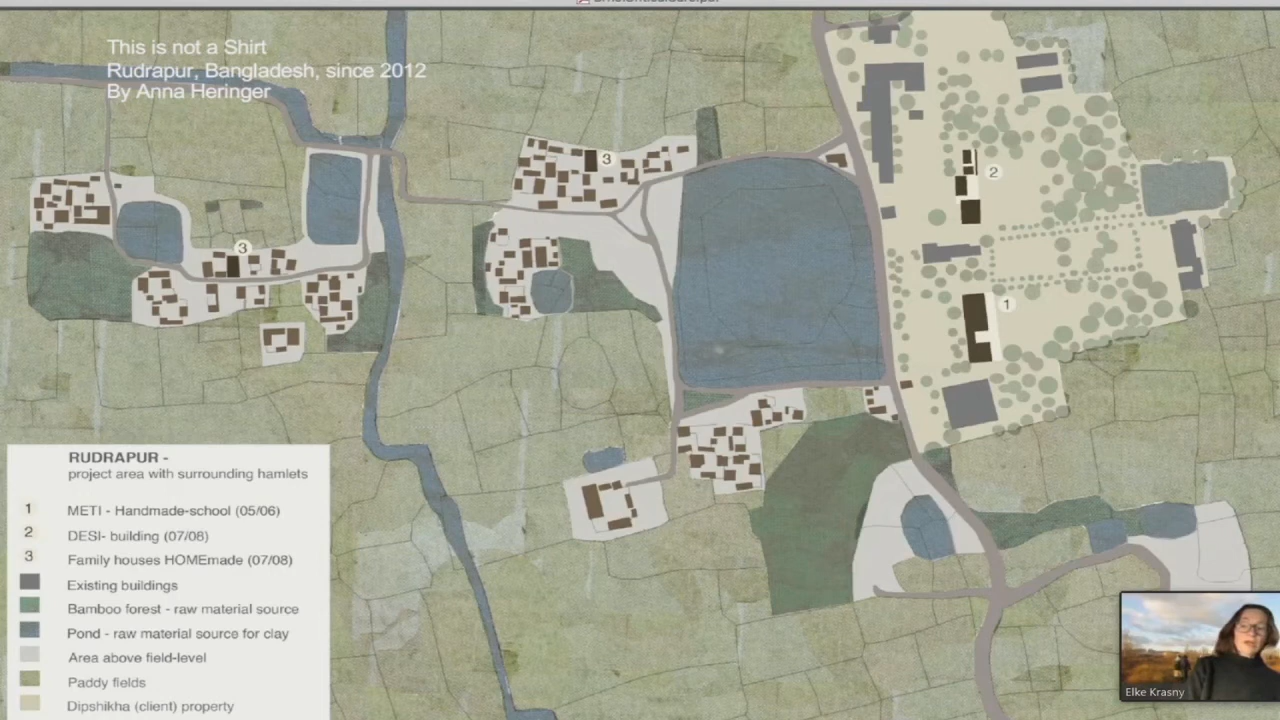 This is not a Shirt
Rudrapur, Bangladesh, since 2012
By Anna Heringer
3
2
3
1
RUDRAPUR -
project area with surrounding hamlets
1 METI - Handmade-school (05/06)
2 DESI- building (07/08)
3 Family houses HOMEmade (07/08)
Existing buildings
Bamboo forest - raw material source
Pond - raw material source for clay
Area above field-level
Paddy fields
Dipshikha (client) property
Elke Krasny